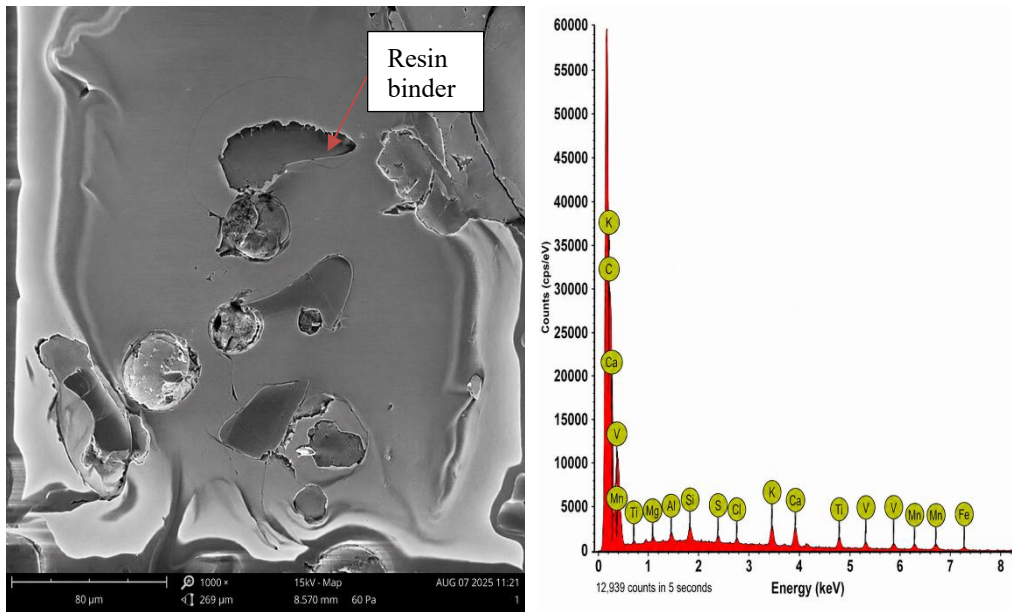 Resin
binder
80 µm
1000 ×
269 µm
15kV - Map
8.570 mm 60 Pa
AUG 07 2025 11:21
1
Counts (cps/eV)
60000
55000
50000
45000
40000
35000
30000
25000
20000
15000
10000
5000
0
K
C
Ca
V
Mn
Ti
Mg
Al
Si
S
Cl
K
Ca
Ti
V
V
Mn
Mn
Fe
0 1 2 3 4 5 6 7 8
12,939 counts in 5 seconds
Energy (keV)